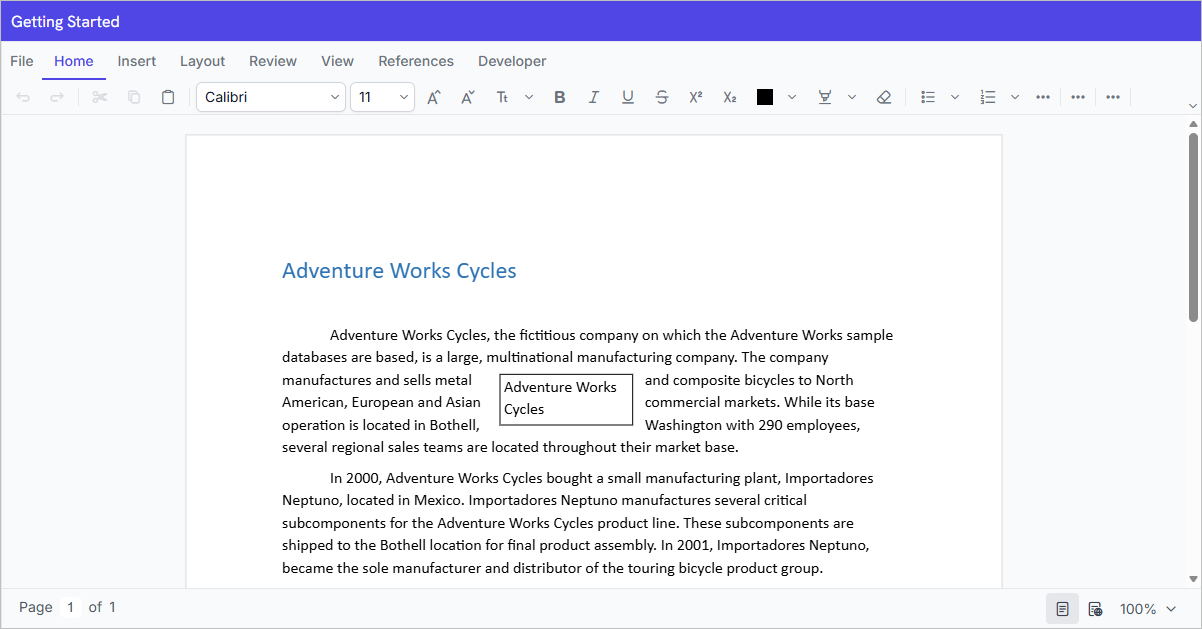 Getting Started
File Home Insert Layout Review View References Developer
Calibri 11 Tt B I U S X² X₂
Adventure Works Cycles
Adventure Works Cycles, the fictitious company on which the Adventure Works sample
databases are based, is a large, multinational manufacturing company. The company
manufactures and sells metal and composite bicycles to North
American, European and Asian commercial markets. While its base
operation is located in Bothell, Washington with 290 employees,
several regional sales teams are located throughout their market base.
Adventure Works
Cycles
In 2000, Adventure Works Cycles bought a small manufacturing plant, Importadores
Neptuno, located in Mexico. Importadores Neptuno manufactures several critical
subcomponents for the Adventure Works Cycles product line. These subcomponents are
shipped to the Bothell location for final product assembly. In 2001, Importadores Neptuno,
became the sole manufacturer and distributor of the touring bicycle product group.
Page 1 of 1 100%